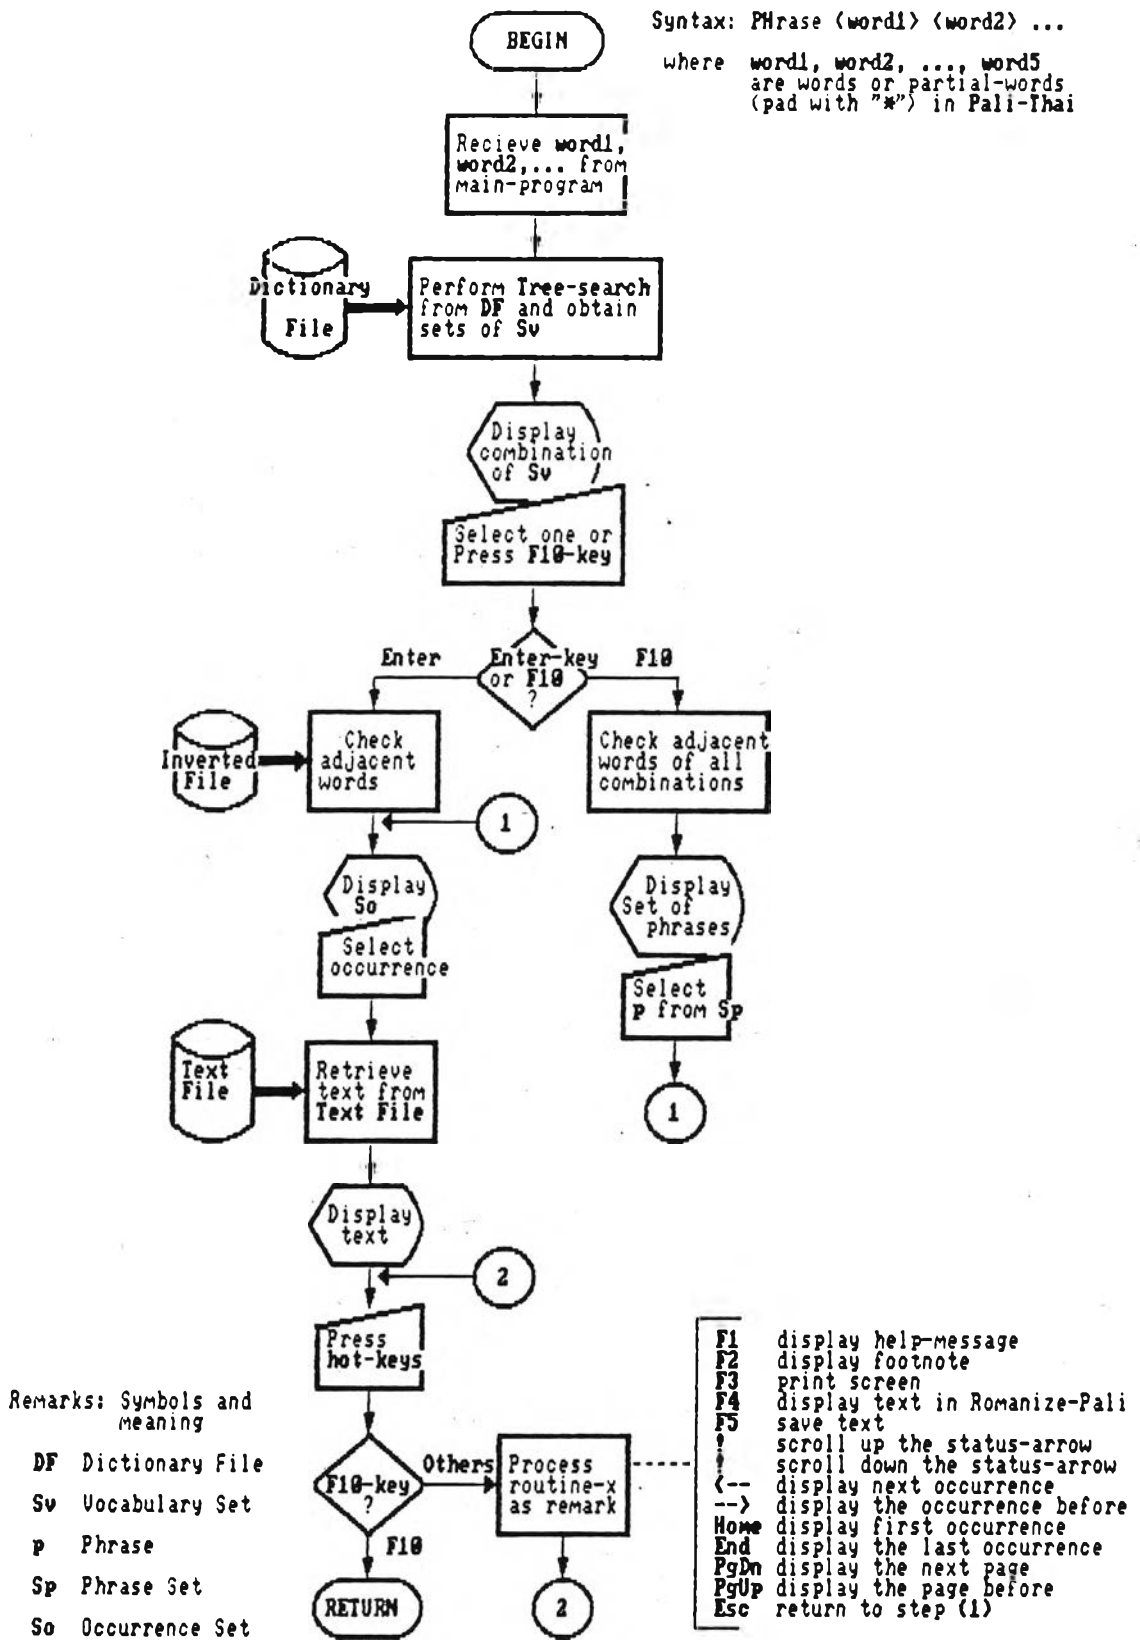 Syntax: PHrase <word1> <word2> ...
where word1, word2, ..., word5
are words or partial-words
(pad with "*") in Pali-Thai
BEGIN
Recieve word1,
word2,... from
main-program
Dictionary
File
Perform Tree-search
from DF and obtain
sets of Sv
Display
combination
of Sv
Select one or
Press F10-key
Enter
Enter-key
or F10
?
F10
Inverted
File
Check
adjacent
words
Check adjacent
words of all
combinations
1
Display
So
Select
occurrence
Display
Set of
phrases
Select
p from Sp
1
Text
File
Retrieve
text from
Text File
Display
text
2
Press
hot-keys
F10-key
?
Others
F10
Process
routine-x
as remark
RETURN
2
F1 display help-message
F2 display footnote
F3 print screen
F4 display text in Romanize-Pali
F5 save text
! scroll up the status-arrow
! scroll down the status-arrow
<-- display next occurrence
--> display the occurrence before
Home display first occurrence
End display the last occurrence
PgDn display the next page
PgUp display the page before
Esc return to step (1)
Remarks: Symbols and
meaning
DF Dictionary File
Sv Vocabulary Set
p Phrase
Sp Phrase Set
So Occurrence Set